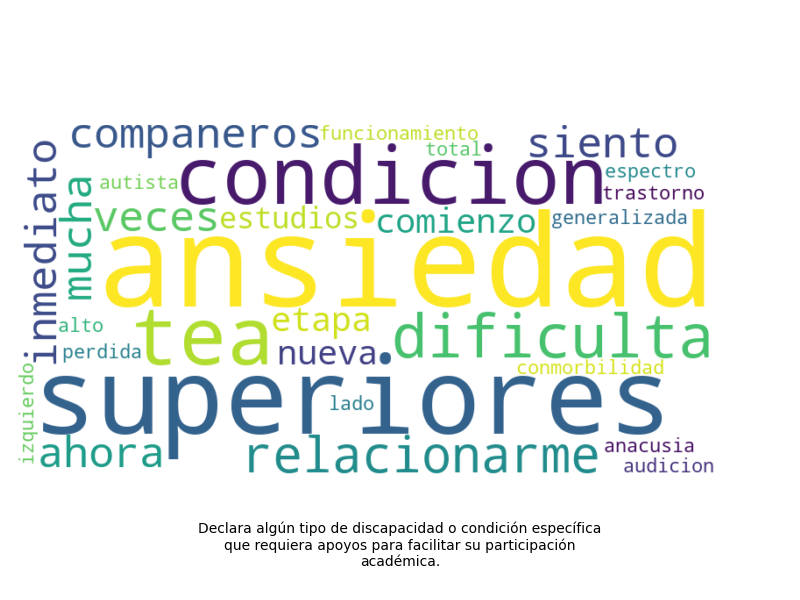 companeros
funcionamiento
total
siento
inmediato
mucha
autista
condicion
espectro
trastorno
veces
estudios
comienzo
generalizada
ansiedad
alto
perdida
tea
etapa
nueva
dificulta
conmorbilidad
izquierdo
superiores
lado
ahora
relacionarme
anacusia
audicion
Declara algún tipo de discapacidad o condición específica
que requiera apoyos para facilitar su participación
académica.